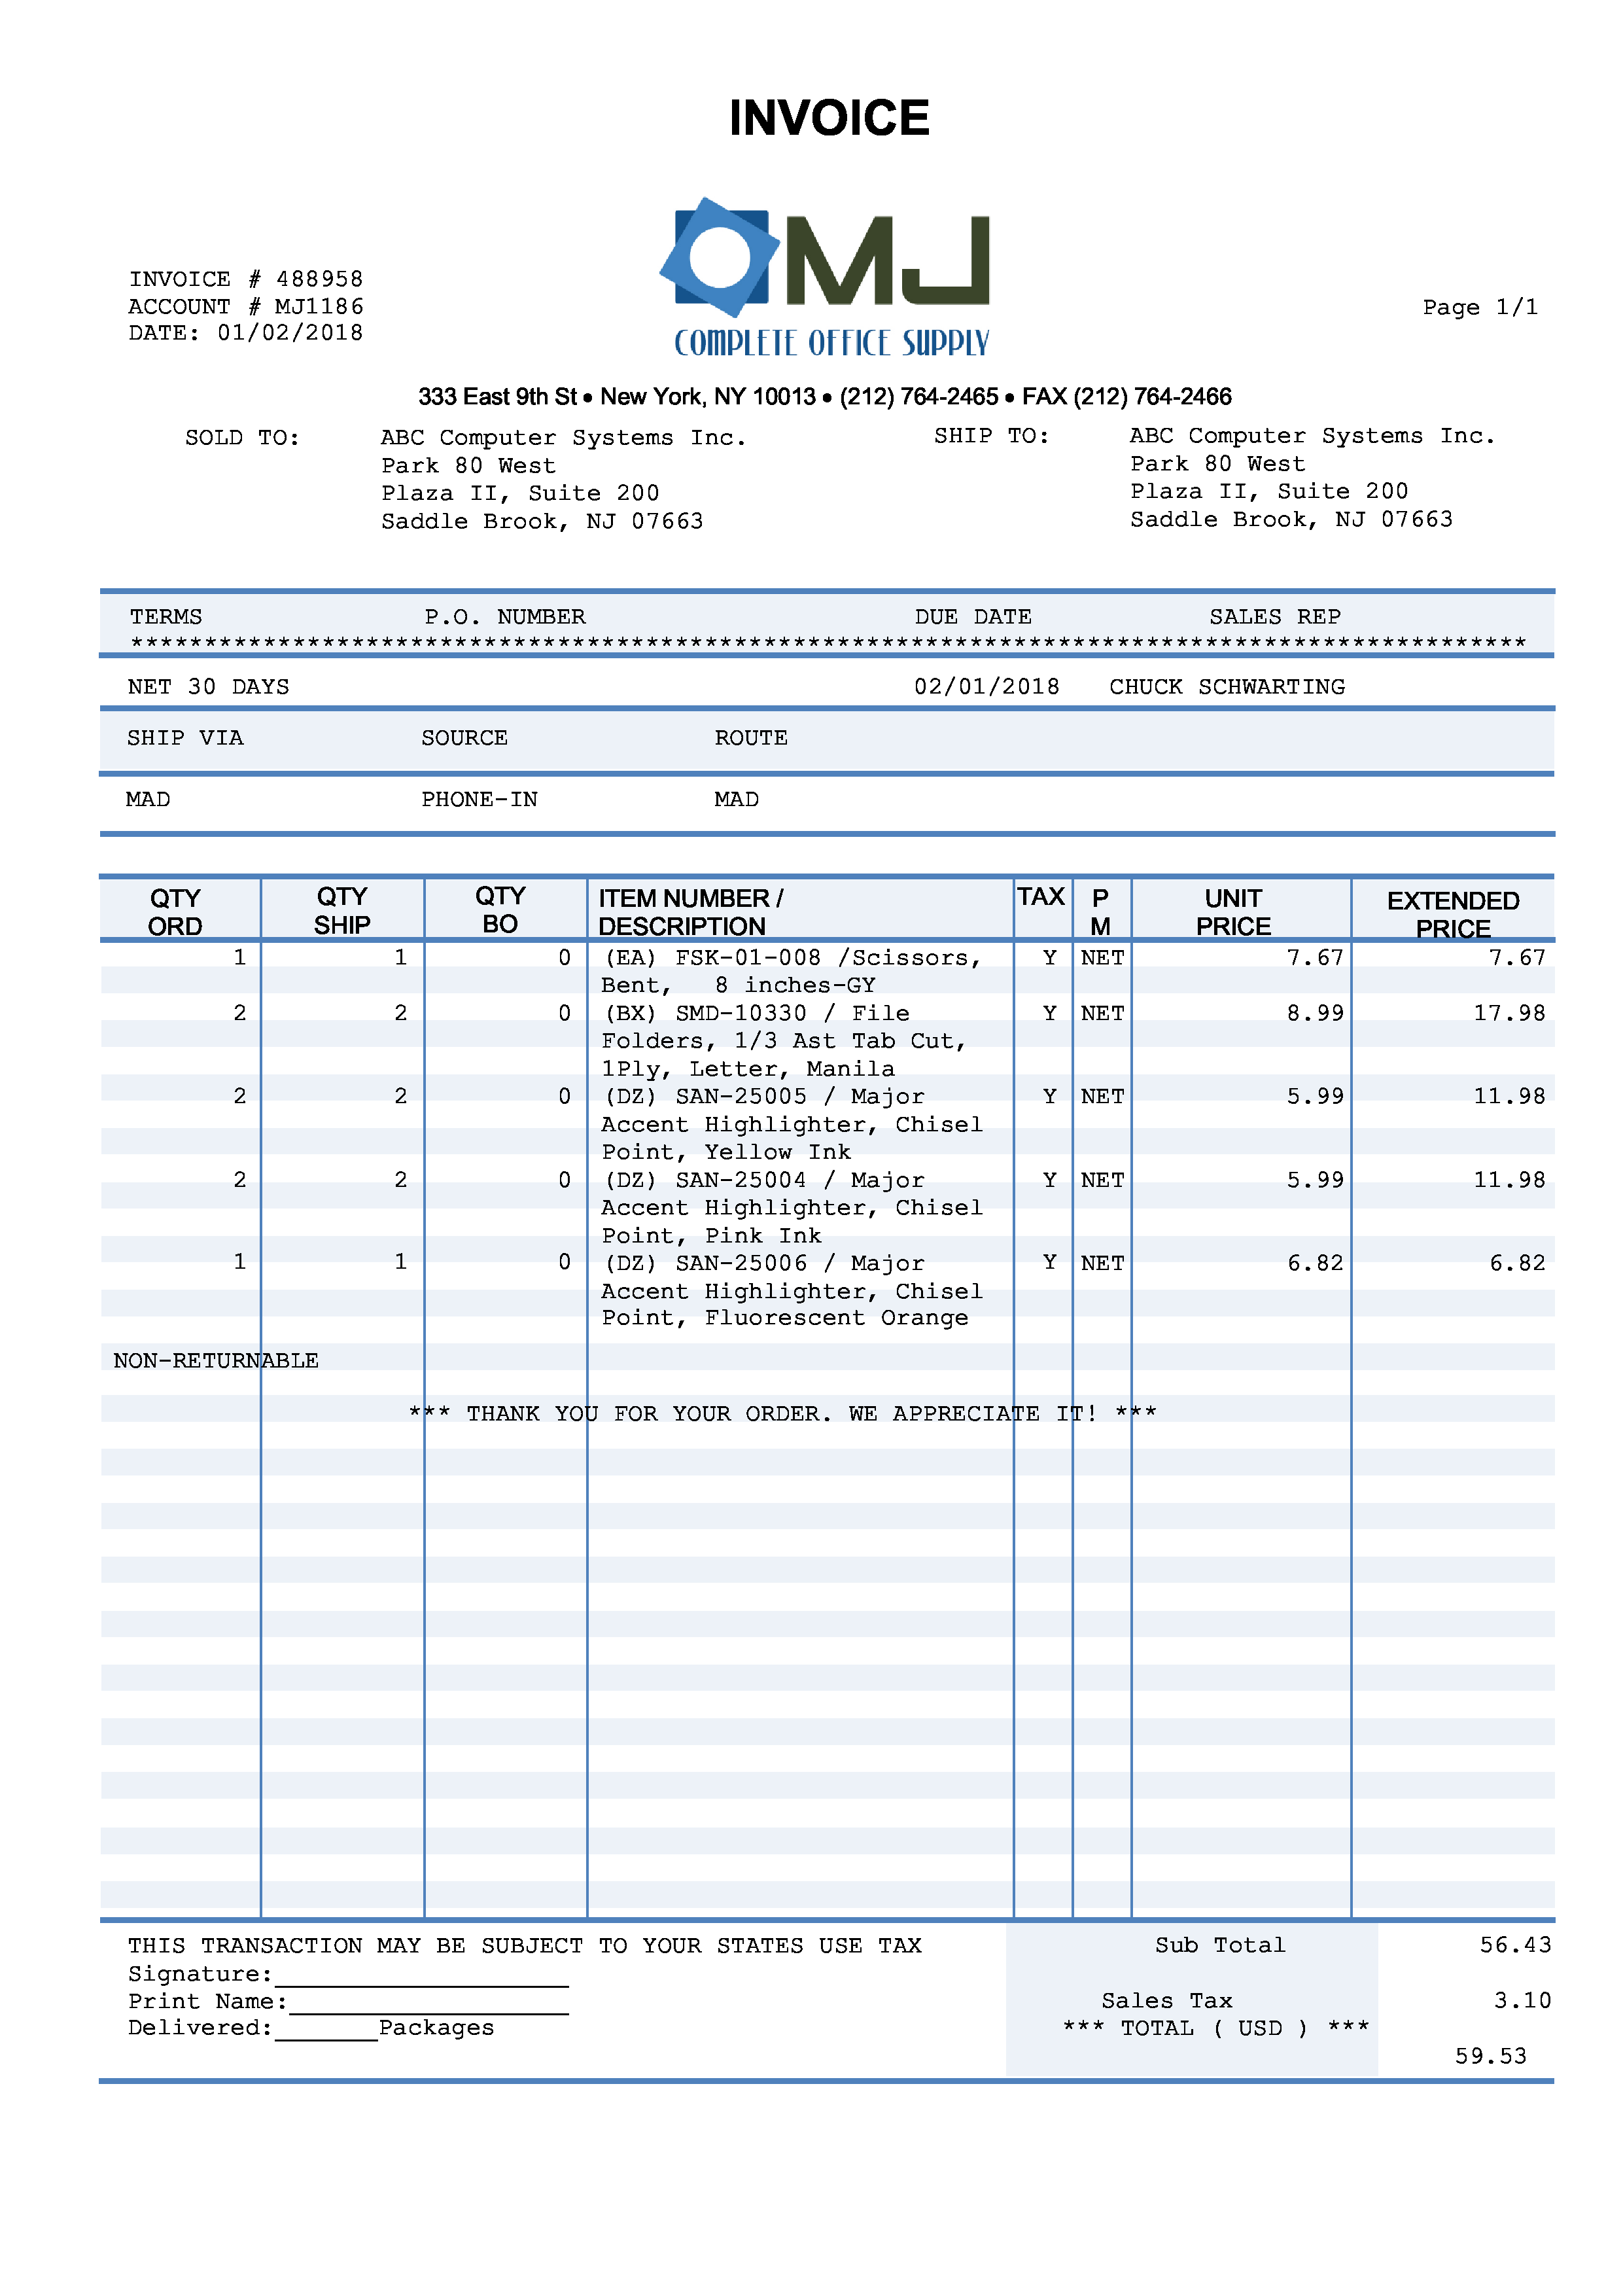 INVOICE
MJ
COMPLETE OFFICE SUPPLY
INVOICE # 488958
ACCOUNT # MJ1186
DATE: 01/02/2018
Page 1/1
333 East 9th St • New York, NY 10013 • (212) 764-2465 • FAX (212) 764-2466
SOLD TO: ABC Computer Systems Inc.
Park 80 West
Plaza II, Suite 200
Saddle Brook, NJ 07663
SHIP TO: ABC Computer Systems Inc.
Park 80 West
Plaza II, Suite 200
Saddle Brook, NJ 07663
TERMS P.O. NUMBER DUE DATE SALES REP
***********************************************************************************************
NET 30 DAYS 02/01/2018 CHUCK SCHWARTING
SHIP VIA SOURCE ROUTE
MAD PHONE-IN MAD
QTY ORD QTY SHIP QTY BO ITEM NUMBER / DESCRIPTION TAX P M UNIT PRICE EXTENDED PRICE
1 1 0 (EA) FSK-01-008 /Scissors, Y NET 7.67 7.67
Bent, 8 inches-GY
2 2 0 (BX) SMD-10330 / File Y NET 8.99 17.98
Folders, 1/3 Ast Tab Cut,
1Ply, Letter, Manila
2 2 0 (DZ) SAN-25005 / Major Y NET 5.99 11.98
Accent Highlighter, Chisel
Point, Yellow Ink
2 2 0 (DZ) SAN-25004 / Major Y NET 5.99 11.98
Accent Highlighter, Chisel
Point, Pink Ink
1 1 0 (DZ) SAN-25006 / Major Y NET 6.82 6.82
Accent Highlighter, Chisel
Point, Fluorescent Orange
NON-RETURNABLE
*** THANK YOU FOR YOUR ORDER. WE APPRECIATE IT! ***
THIS TRANSACTION MAY BE SUBJECT TO YOUR STATES USE TAX Sub Total 56.43
Signature:____________________
Print Name:___________________ Sales Tax 3.10
Delivered:_______Packages *** TOTAL ( USD ) ***
59.53